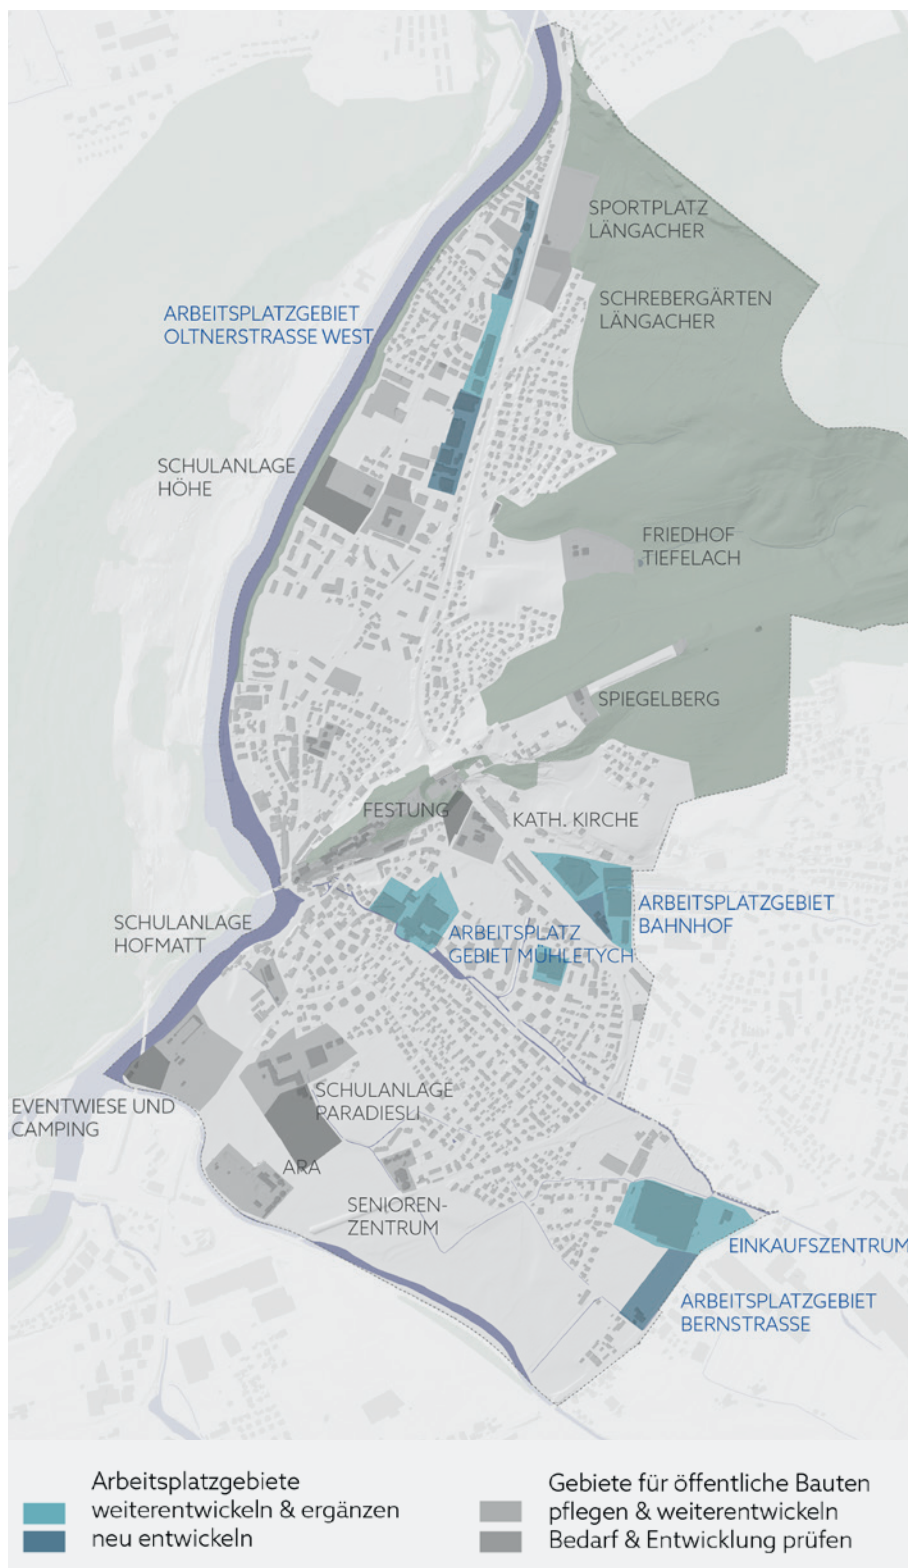 SPORTPLATZ
LÄNGACHER
SCHREBERGÄRTEN
LÄNGACHER
ARBEITSPLATZGEBIET
OLTNERSTRASSE WEST
SCHULANLAGE
HÖHE
FRIEDHOF
TIEFELACH
SPIEGELBERG
FESTUNG
KATH. KIRCHE
ARBEITSPLATZGEBIET
BAHNHOF
SCHULANLAGE
HOFMATT
ARBEITSPLATZ
GEBIET MÜHLETYCH
EVENTWIESE UND
CAMPING
SCHULANLAGE
PARADIESLI
ARA
SENIOREN-
ZENTRUM
EINKAUFSZENTRUM
ARBEITSPLATZGEBIET
BERNSTRASSE
Arbeitsplatzgebiete
weiterentwickeln & ergänzen
neu entwickeln
Gebiete für öffentliche Bauten
pflegen & weiterentwickeln
Bedarf & Entwicklung prüfen